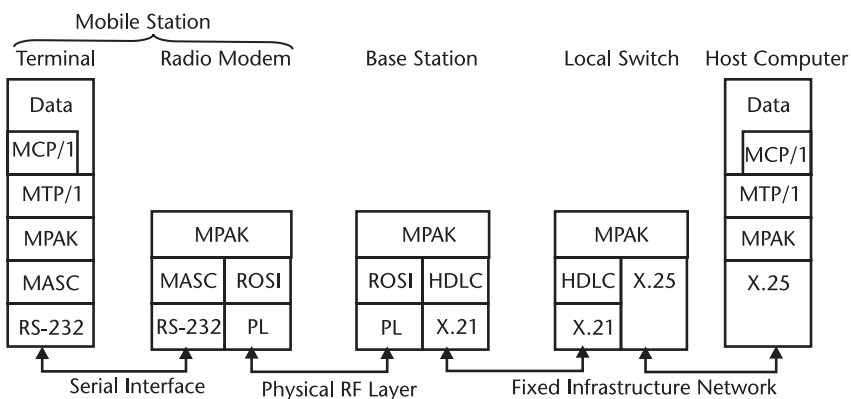 Mobile Station
Terminal Radio Modem Base Station Local Switch Host Computer
Data Data
MCP/1 MCP/1
MTP/1 MTP/1
MPAK MPAK MPAK MPAK MPAK
MASC MASC ROSI ROSI HDLC HDLC X.25 X.25
RS-232 RS-232 PL PL X.21 X.21
Serial Interface Physical RF Layer Fixed Infrastructure Network